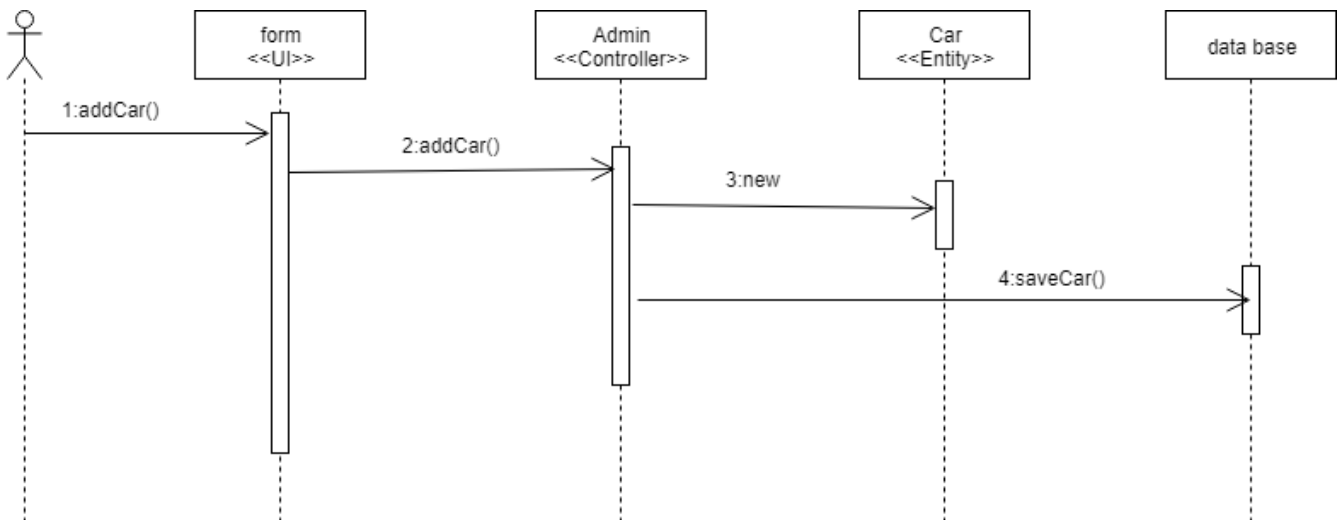 form
<<UI>>
Admin
<<Controller>>
Car
<<Entity>>
data base
1:addCar()
2:addCar()
3:new
4:saveCar()